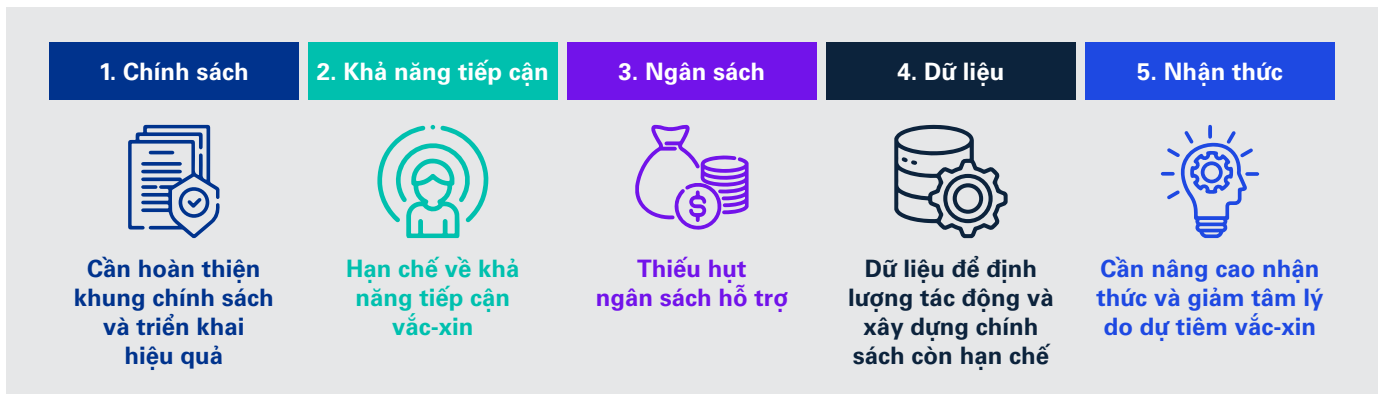 1. Chính sách
2. Khả năng tiếp cận
3. Ngân sách
4. Dữ liệu
5. Nhận thức
Cần hoàn thiện
khung chính sách
và triển khai
hiệu quả
Hạn chế về khả
năng tiếp cận
vắc-xin
$
Thiếu hụt
ngân sách hỗ trợ
Dữ liệu để định
lượng tác động và
xây dựng chính
sách còn hạn chế
Cần nâng cao nhận
thức và giảm tâm lý
do dự tiêm vắc-xin